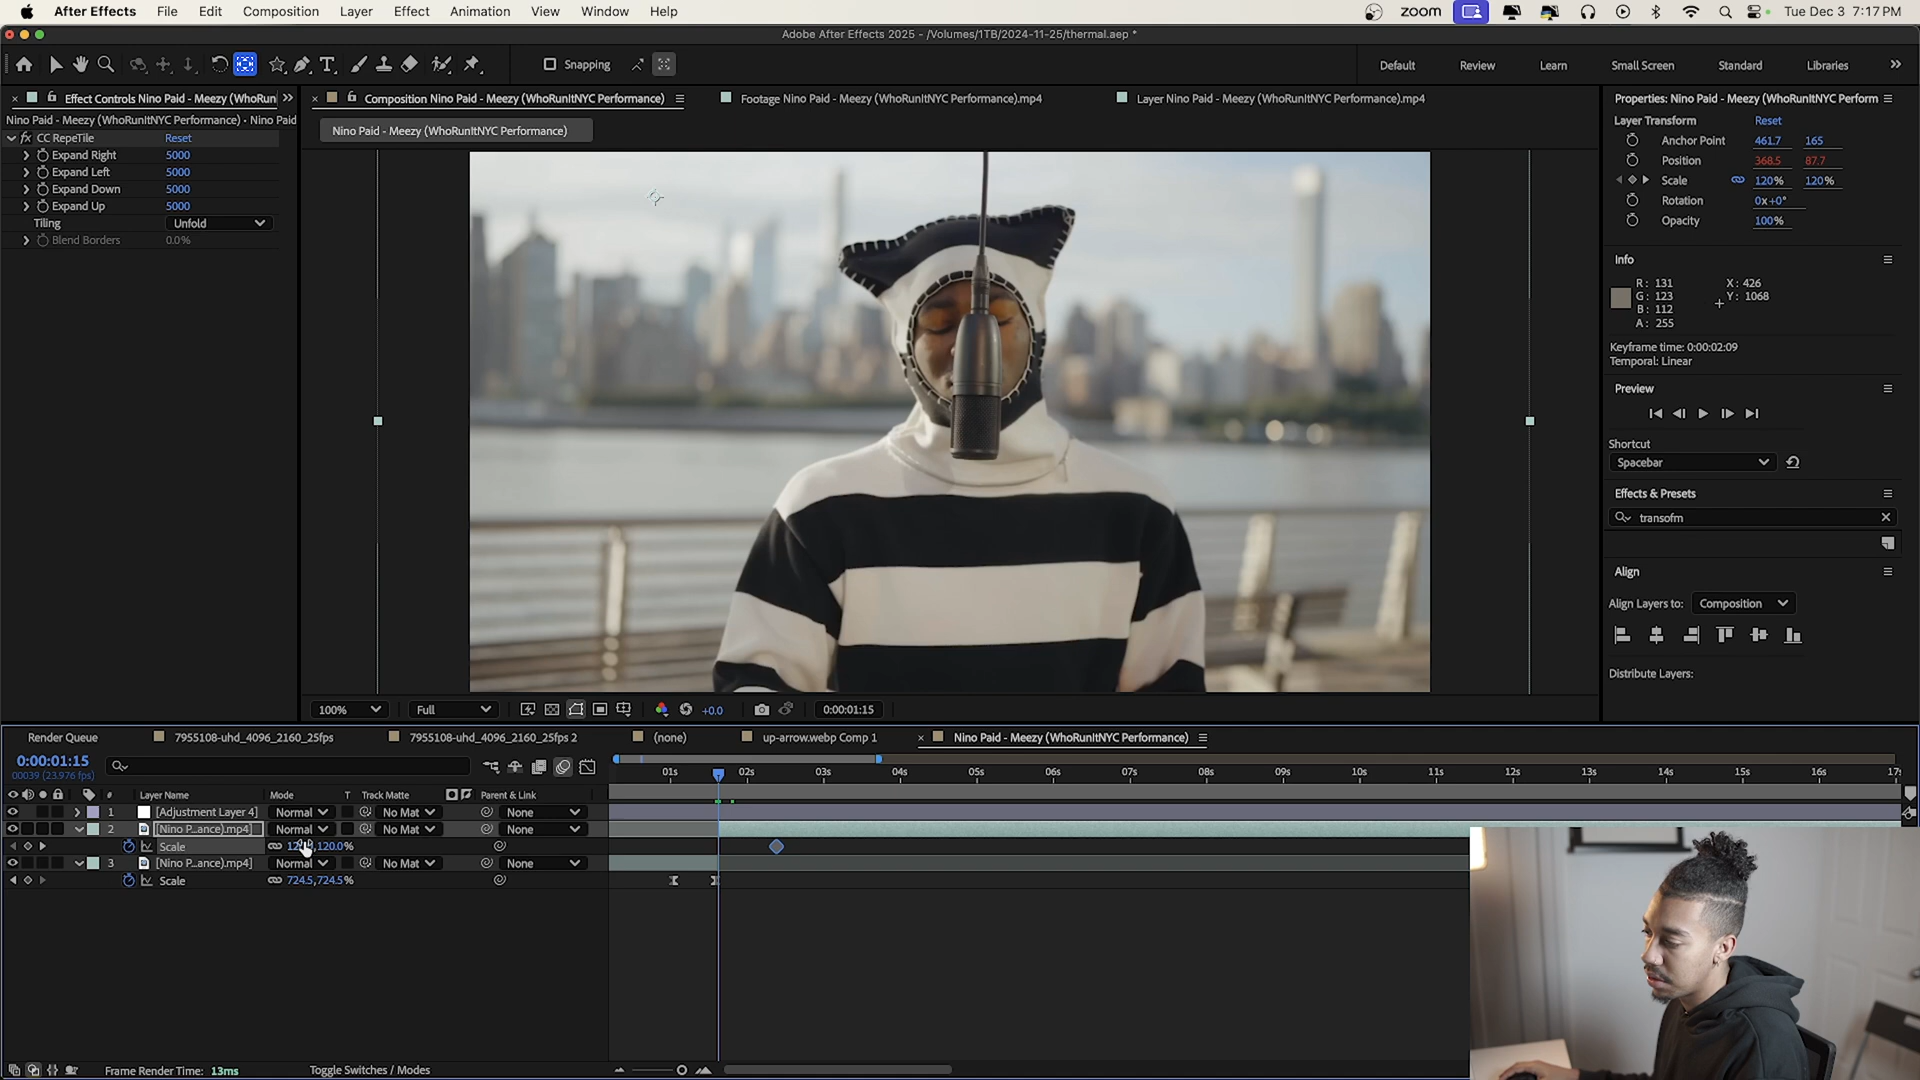 After Effects File Edit Composition Layer Effect Animation View Window Help zoom Tue Dec 3 7:17 PM
Adobe After Effects 2025 - /Volumes/1TB/2024-11-25/thermal.aep *
Snapping Default Review Learn Small Screen Standard Libraries
Effect Controls Nino Paid - Meezy (WhoRun
Nino Paid - Meezy (WhoRunItNYC Performance) • Nino Paid
fx CC RepeTile Reset
Expand Right 5000
Expand Left 5000
Expand Down 5000
Expand Up 5000
Tiling Unfold
Blend Borders 0.0%
Composition Nino Paid - Meezy (WhoRunItNYC Performance) Footage Nino Paid - Meezy (WhoRunItNYC Performance).mp4 Layer Nino Paid - Meezy (WhoRunItNYC Performance).mp4
Nino Paid - Meezy (WhoRunItNYC Performance)
100% Full +0.0 0:00:01:15
Properties: Nino Paid - Meezy (WhoRunItNYC Perform
Layer Transform Reset
Anchor Point 461.7 165
Position 368.5 87.7
Scale 120% 120%
Rotation 0x+0°
Opacity 100%
Info
R: 131 X: 426
G: 123 Y: 1068
B: 112
A: 255
Keyframe time: 0:00:02:09
Temporal: Linear
Preview
Shortcut
Spacebar
Effects & Presets
transofm
Align
Align Layers to: Composition
Distribute Layers:
Render Queue 7955108-uhd_4096_2160_25fps 7955108-uhd_4096_2160_25fps 2 (none) up-arrow.webp Comp 1 Nino Paid - Meezy (WhoRunItNYC Performance)
0:00:01:15
00039 (23.976 fps)
01s 02s 03s 04s 05s 06s 07s 08s 09s 10s 11s 12s 13s 14s 15s 16s 17s
# Layer Name Mode T Track Matte Parent & Link
1 [Adjustment Layer 4] Normal No Mat None
2 [Nino P...ance).mp4] Normal No Mat None
Scale ,120.0%
3 [Nino P...ance).mp4] Normal No Mat None
Scale 724.5,724.5%
Frame Render Time: 13ms Toggle Switches / Modes